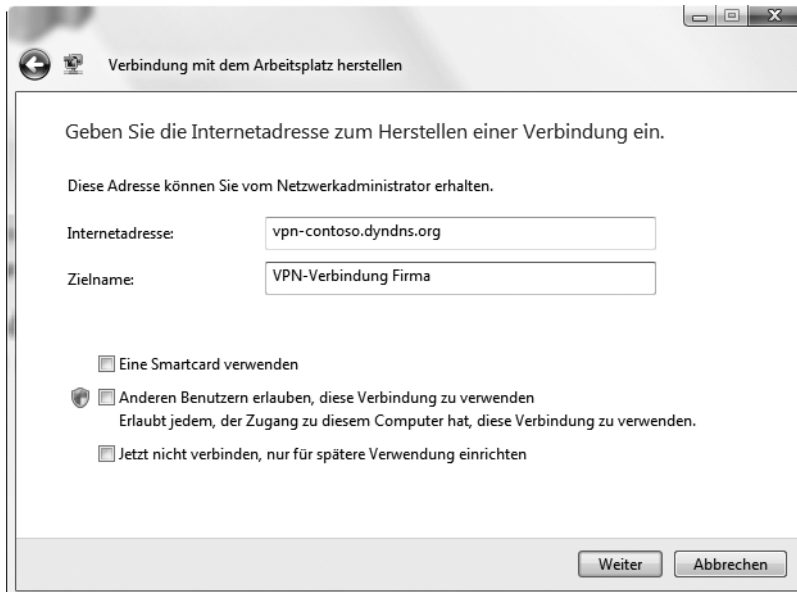 Verbindung mit dem Arbeitsplatz herstellen
Geben Sie die Internetadresse zum Herstellen einer Verbindung ein.
Diese Adresse können Sie vom Netzwerkadministrator erhalten.
Internetadresse: vpn-contoso.dyndns.org
Zielname: VPN-Verbindung Firma
Eine Smartcard verwenden
Anderen Benutzern erlauben, diese Verbindung zu verwenden
Erlaubt jedem, der Zugang zu diesem Computer hat, diese Verbindung zu verwenden.
Jetzt nicht verbinden, nur für spätere Verwendung einrichten
Weiter Abbrechen